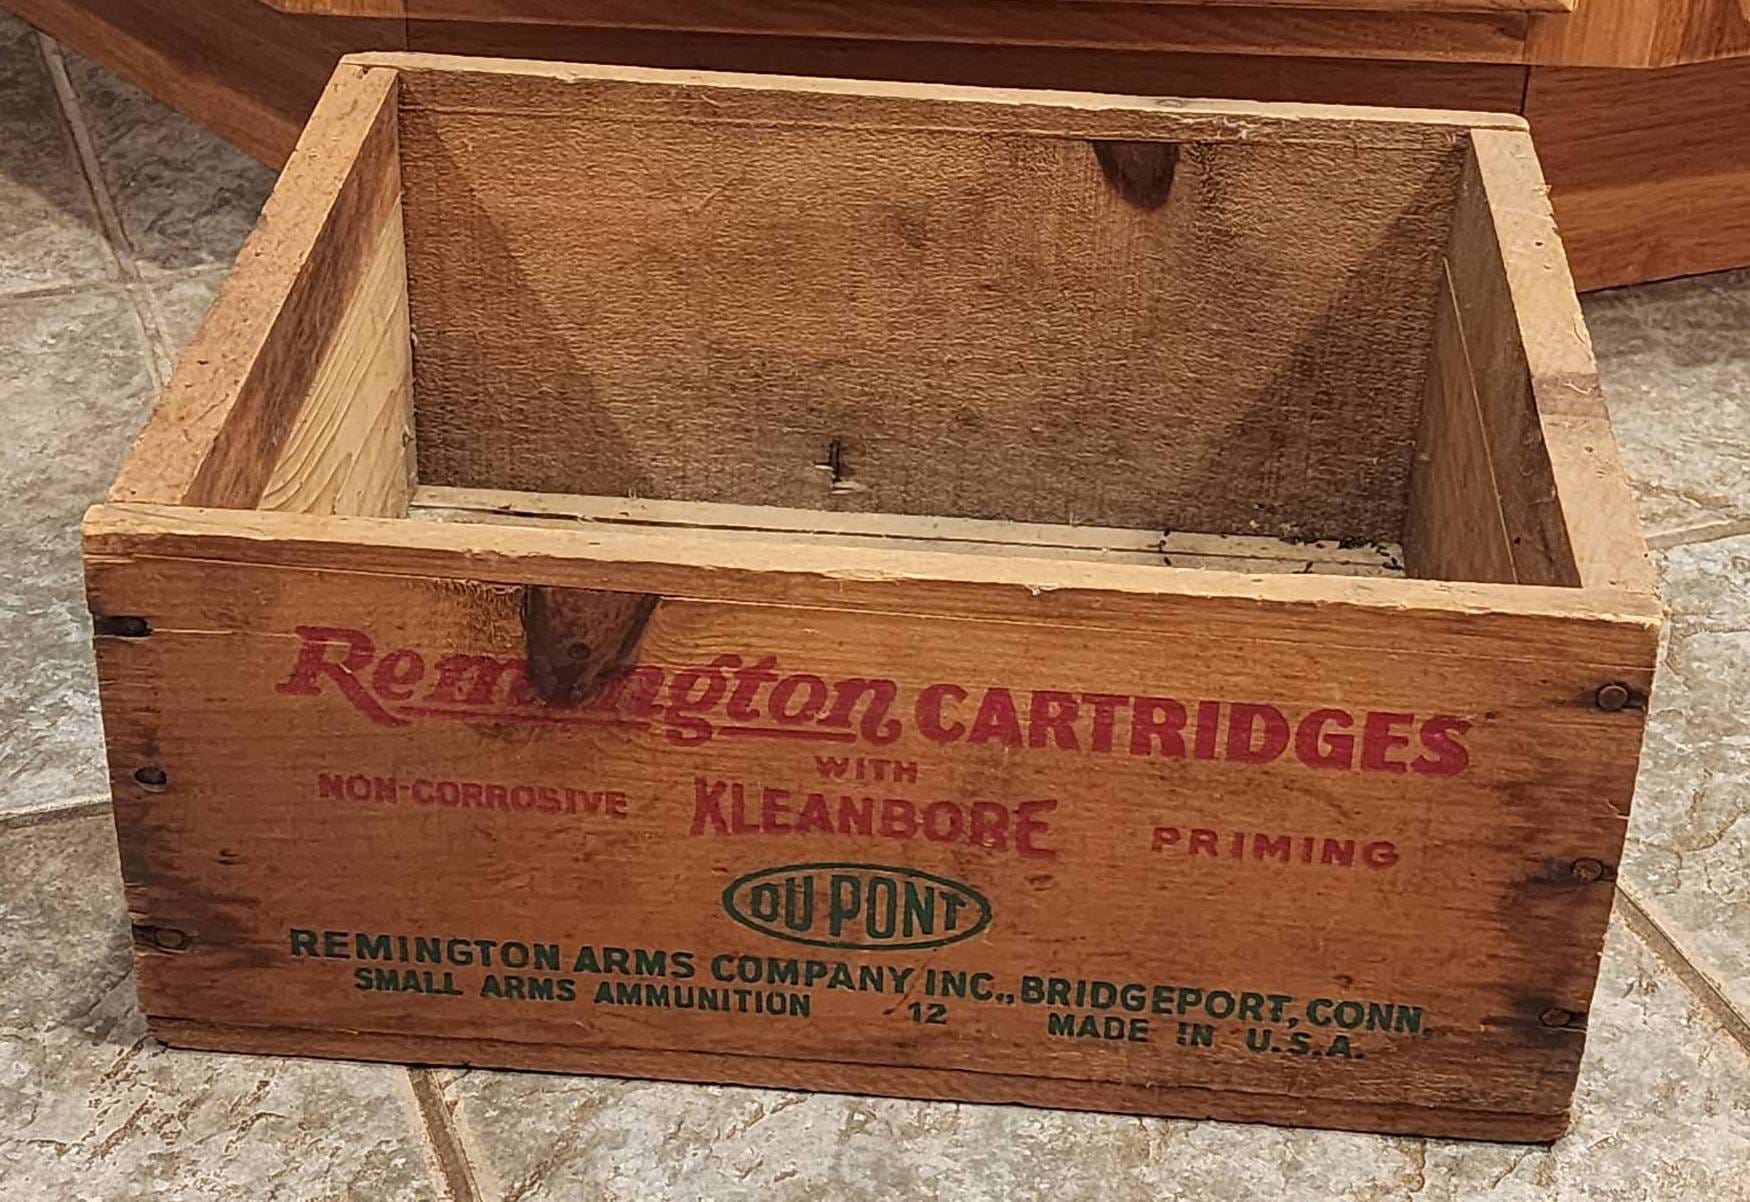 Remington CARTRIDGES
WITH
NON-CORROSIVE KLEANBORE PRIMING
DU PONT
REMINGTON ARMS COMPANY INC., BRIDGEPORT, CONN.
SMALL ARMS AMMUNITION 12 MADE IN U.S.A.